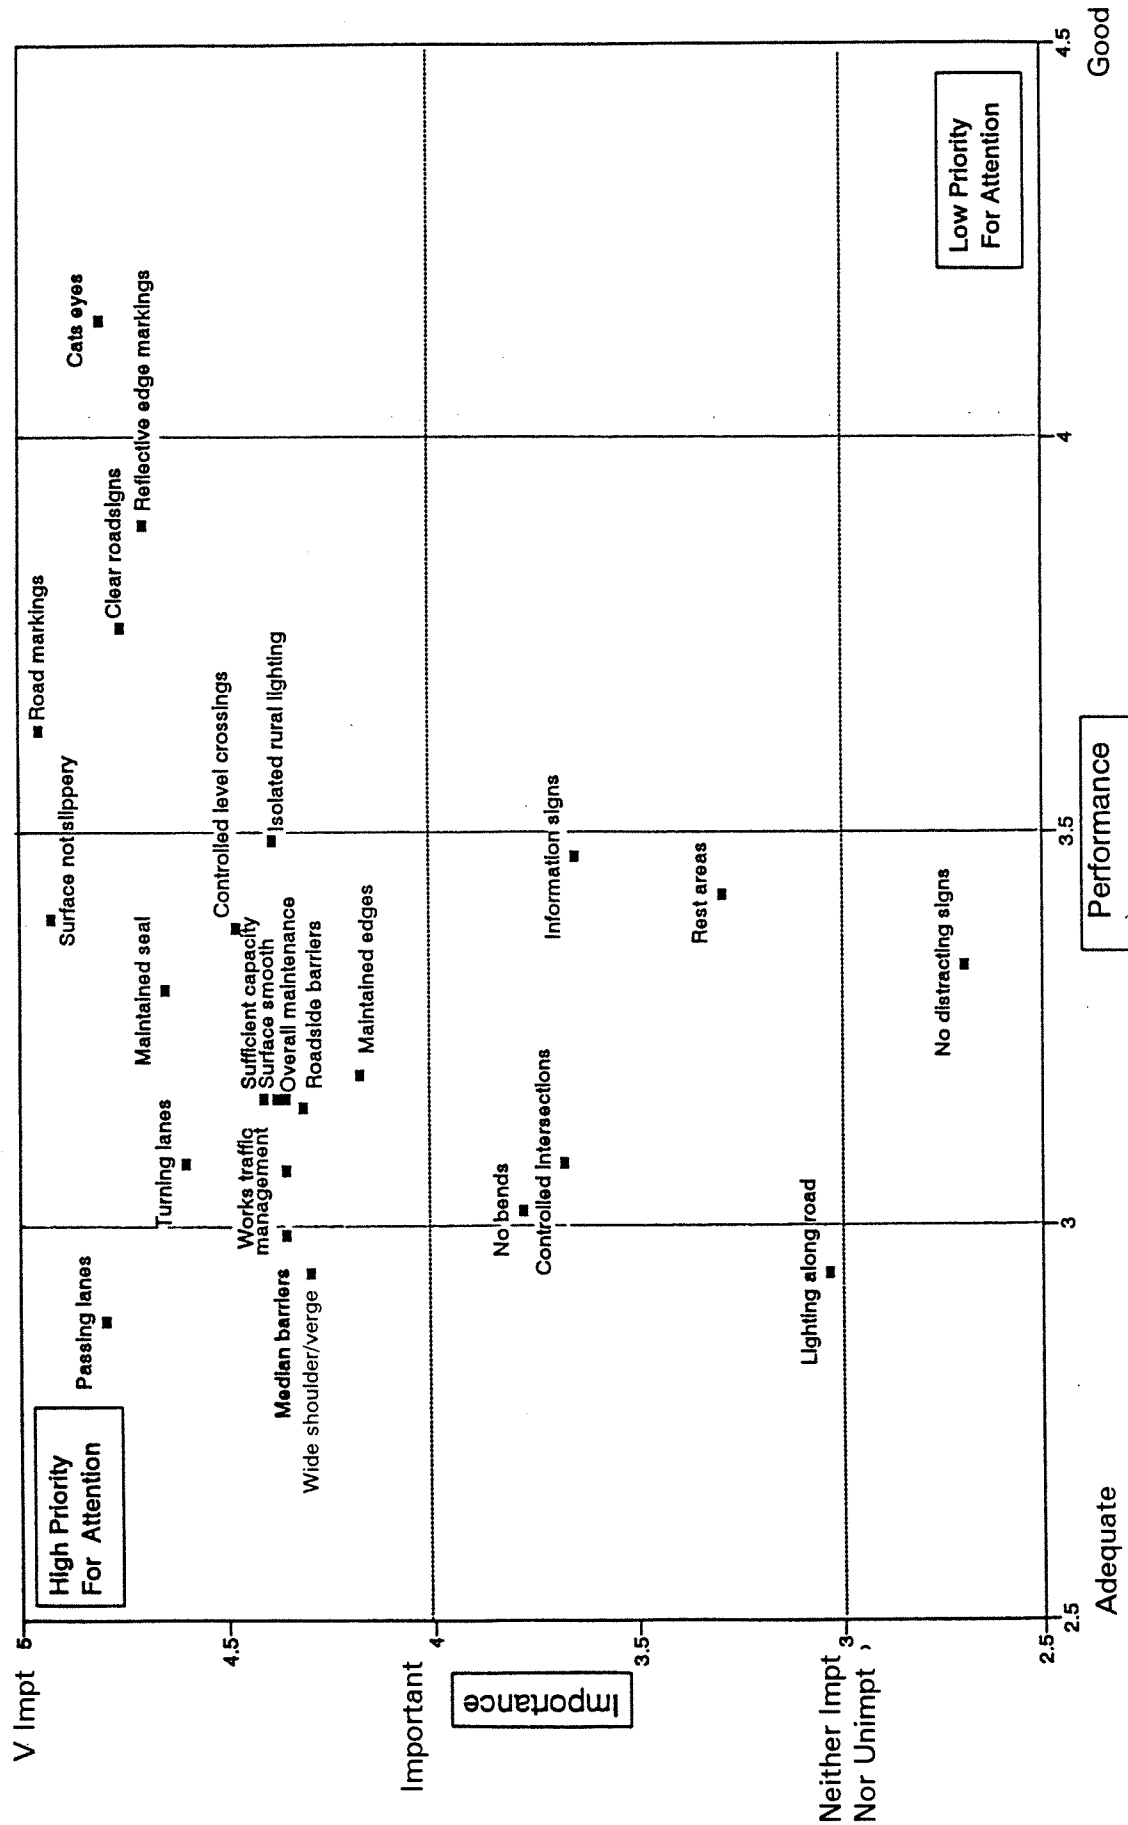 V Impt
5
High Priority
For Attention
Passing lanes
Surface not slippery
Road markings
Cats eyes
Clear roadsigns
Reflective edge markings
Maintained seal
Turning lanes
4.5
Controlled level crossings
Sufficient capacity
Surface smooth
Overall maintenance
Roadside barriers
Isolated rural lighting
Works traffic
management
Median barriers
Wide shoulder/verge
Maintained edges
Important
4
Importance
No bends
Controlled Intersections
Information signs
3.5
Rest areas
Lighting along road
Neither Impt
Nor Unimpt
3
No distracting signs
Low Priority
For Attention
2.5
2.5
3
3.5
4
4.5
Adequate
Performance
Good